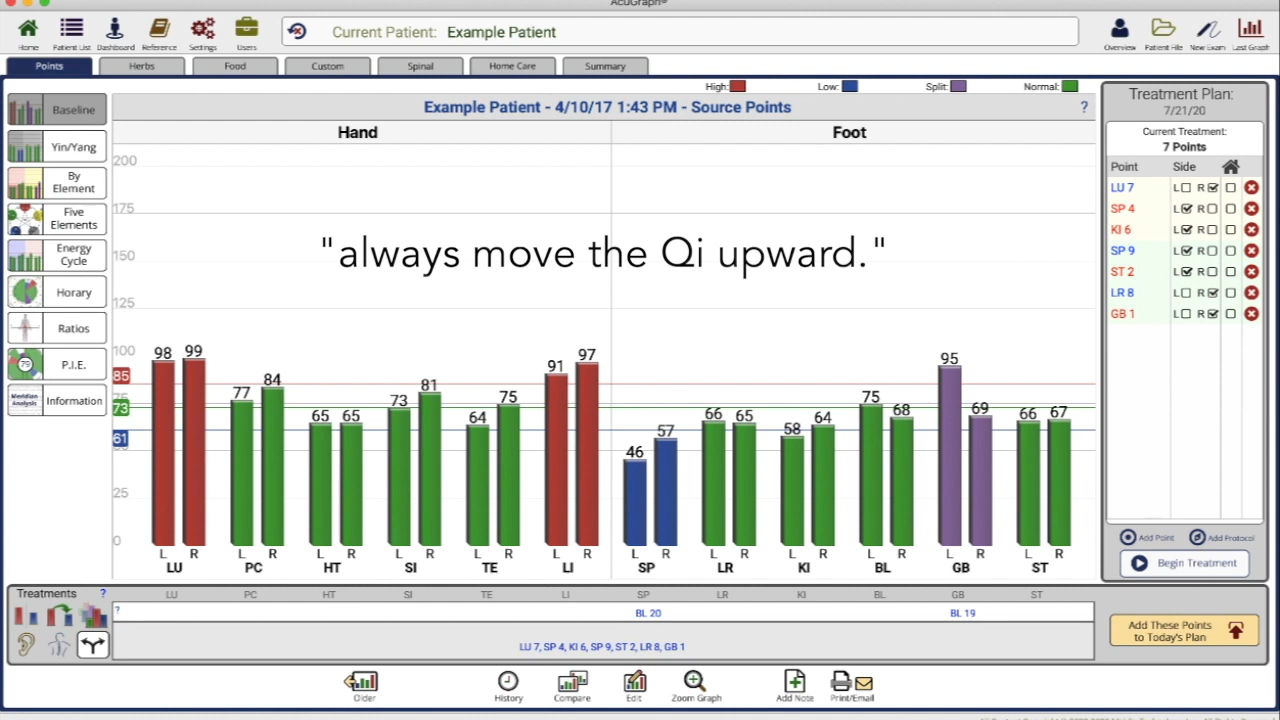 AcuGraph®
Home Patient List Dashboard Reference Settings Users
Current Patient: Example Patient
Overview Patient File New Exam Last Graph
Points Herbs Food Custom Spinal Home Care Summary
High: Low: Split: Normal:
Example Patient - 4/10/17 1:43 PM - Source Points ?
Hand Foot
Baseline
Yin/Yang
By
Element
Five
Elements
Energy
Cycle
Horary
Ratios
79
P.I.E.
Meridian
Analysis
Information
200
175
150
125
100
85
75
73
61
25
0
"always move the Qi upward."
98 99 77 84 65 65 73 81 64 75 91 97 46 57 66 65 58 64 75 68 95 69 66 67
L R L R L R L R L R L R L R L R L R L R L R L R
LU PC HT SI TE LI SP LR KI BL GB ST
Treatment Plan:
7/21/20
Current Treatment:
7 Points
Point Side
LU 7 L R
SP 4 L R
KI 6 L R
SP 9 L R
ST 2 L R
LR 8 L R
GB 1 L R
Add Point Add Protocol
Begin Treatment
Treatments ? LU PC HT SI TE LI SP LR KI BL GB ST
? BL 20 BL 19
LU 7, SP 4, KI 6, SP 9, ST 2, LR 8, GB 1
Add These Points
to Today's Plan
Older History Compare Edit Zoom Graph Add Note Print/Email